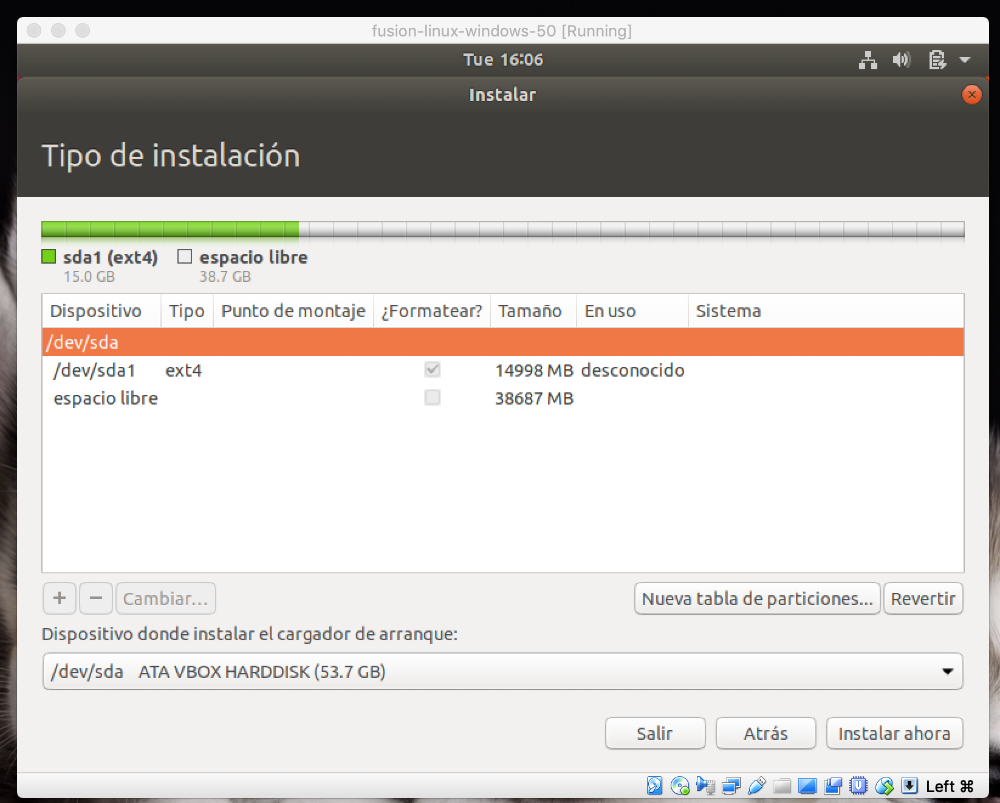 fusion-linux-windows-50 [Running]
Tue 16:06
Instalar
Tipo de instalación
sda1 (ext4) espacio libre
15.0 GB 38.7 GB
Dispositivo Tipo Punto de montaje ¿Formatear? Tamaño En uso Sistema
/dev/sda
/dev/sda1 ext4 14998 MB desconocido
espacio libre 38687 MB
+ − Cambiar... Nueva tabla de particiones... Revertir
Dispositivo donde instalar el cargador de arranque:
/dev/sda ATA VBOX HARDDISK (53.7 GB)
Salir Atrás Instalar ahora
Left ⌘